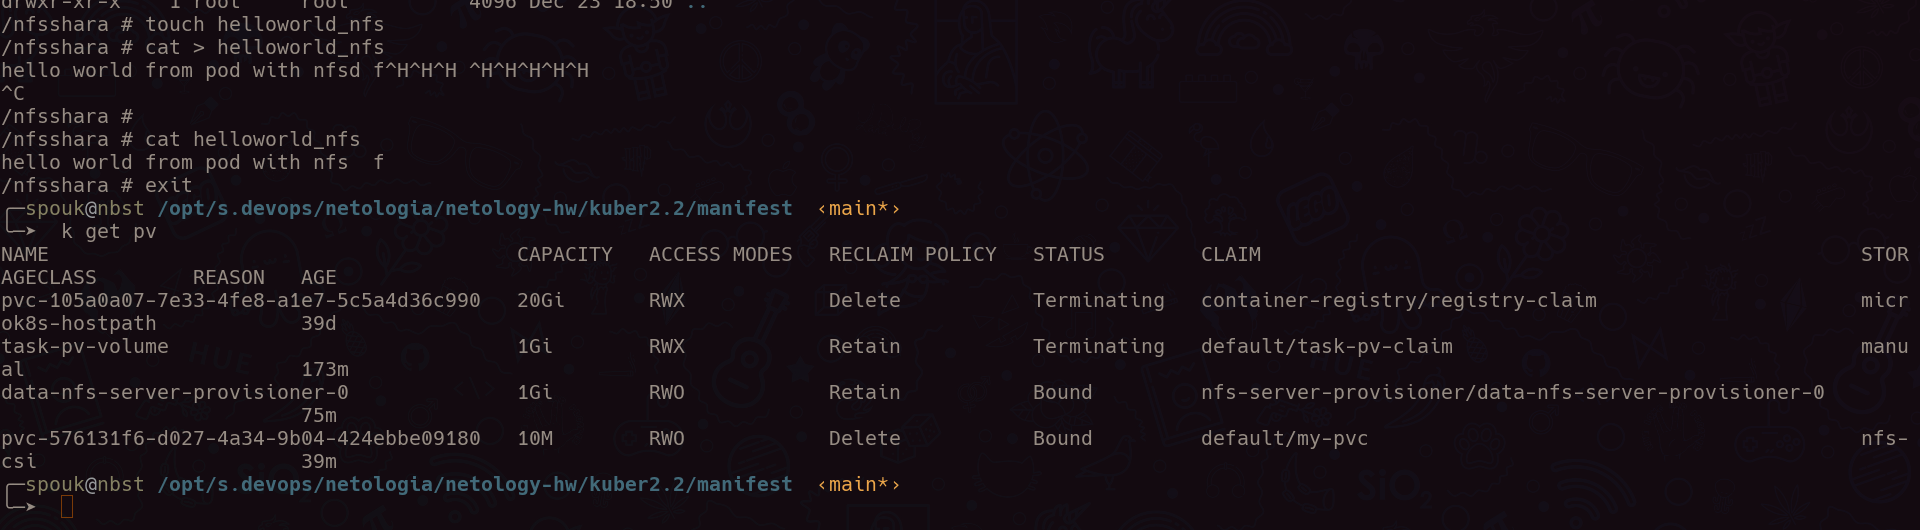 drwxr-xr-x    1 root     root          4096 Dec 23 18:50 ..
/nfsshara # touch helloworld_nfs
/nfsshara # cat > helloworld_nfs
hello world from pod with nfsd f^H^H^H ^H^H^H^H^H
^C
/nfsshara #
/nfsshara # cat helloworld_nfs
hello world from pod with nfs  f
/nfsshara # exit
╭─spouk@nbst /opt/s.devops/netologia/netology-hw/kuber2.2/manifest  ‹main*›
╰─➤  k get pv
NAME                                       CAPACITY   ACCESS MODES   RECLAIM POLICY   STATUS        CLAIM                                                  STOR
AGECLASS        REASON   AGE
pvc-105a0a07-7e33-4fe8-a1e7-5c5a4d36c990   20Gi       RWX            Delete           Terminating   container-registry/registry-claim                      micr
ok8s-hostpath            39d
task-pv-volume                             1Gi        RWX            Retain           Terminating   default/task-pv-claim                                  manu
al                       173m
data-nfs-server-provisioner-0              1Gi        RWO            Retain           Bound         nfs-server-provisioner/data-nfs-server-provisioner-0
                         75m
pvc-576131f6-d027-4a34-9b04-424ebbe09180   10M        RWO            Delete           Bound         default/my-pvc                                         nfs-
csi                      39m
╭─spouk@nbst /opt/s.devops/netologia/netology-hw/kuber2.2/manifest  ‹main*›
╰─➤